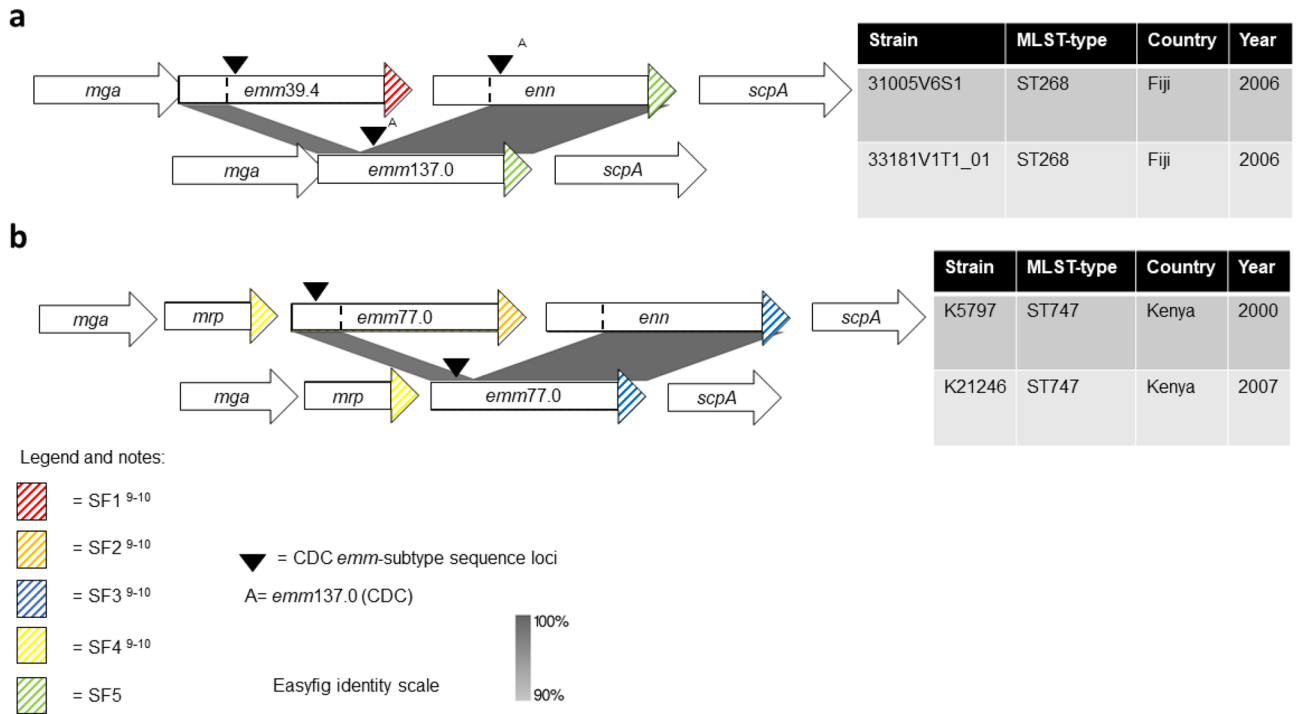 a
A
mga
emm39.4
enn
scpA
A
mga
emm137.0
scpA
Strain MLST-type Country Year
31005V6S1 ST268 Fiji 2006
33181V1T1_01 ST268 Fiji 2006
b
mga
mrp
emm77.0
enn
scpA
mga
mrp
emm77.0
scpA
Strain MLST-type Country Year
K5797 ST747 Kenya 2000
K21246 ST747 Kenya 2007
Legend and notes:
= SF1 9-10
= SF2 9-10
= SF3 9-10
= SF4 9-10
= SF5
= CDC emm-subtype sequence loci
A= emm137.0 (CDC)
100%
90%
Easyfig identity scale